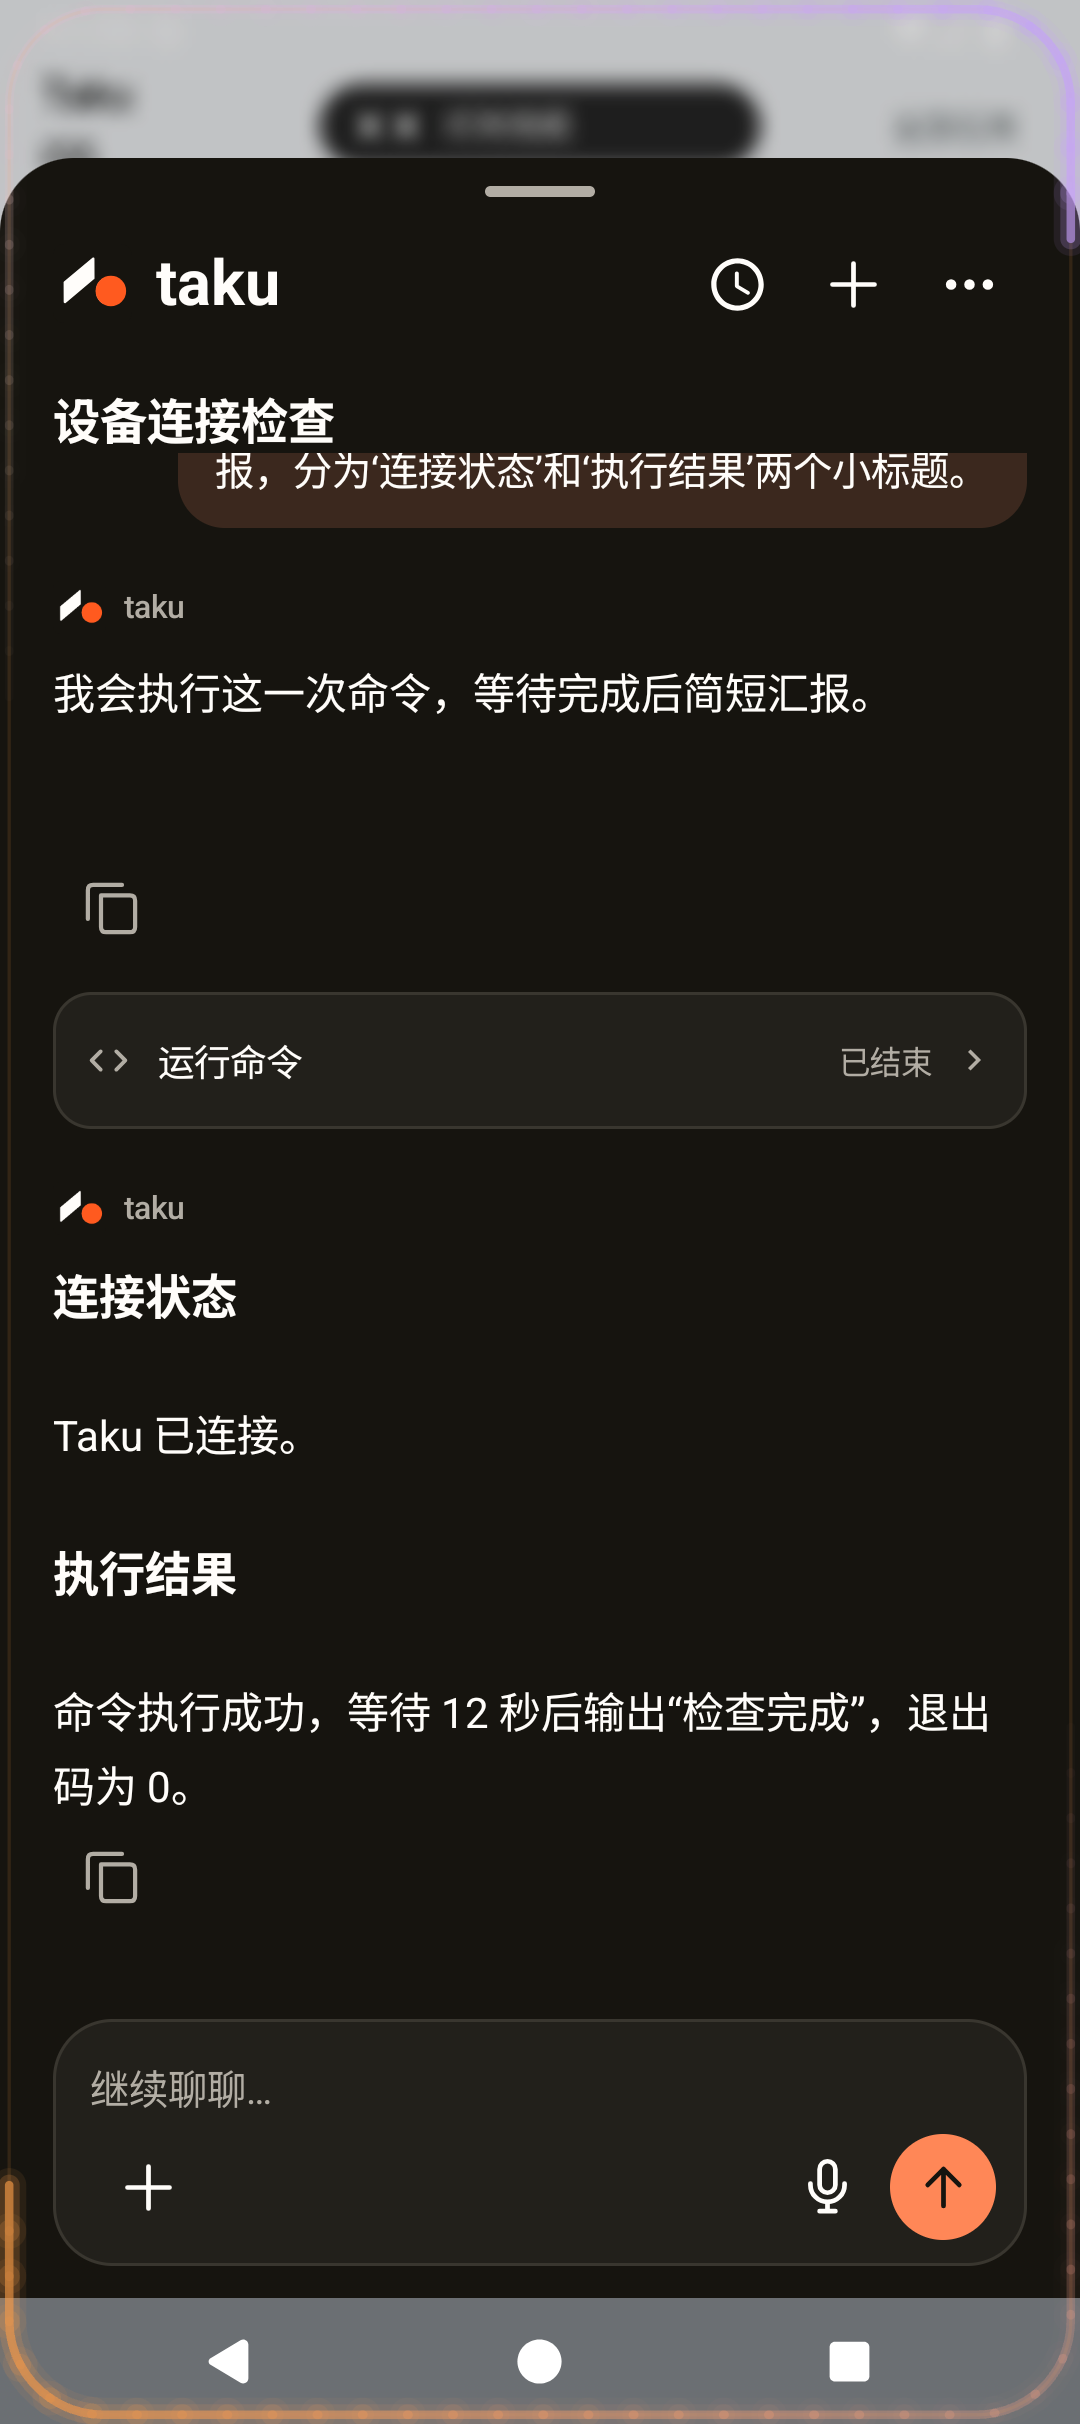 Taku
taku
设备连接检查
报，分为‘连接状态’和‘执行结果’两个小标题。
taku
我会执行这一次命令，等待完成后简短汇报。
运行命令
已结束
taku
连接状态
Taku 已连接。
执行结果
命令执行成功，等待 12 秒后输出“检查完成”，退出
码为 0。
继续聊聊...